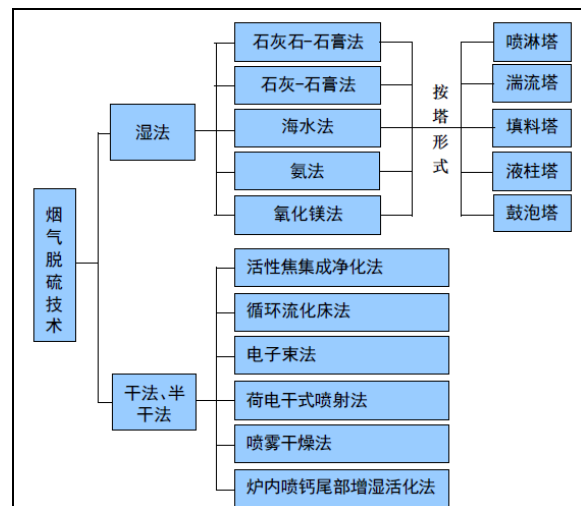 烟气脱硫技术
湿法
石灰石-石膏法
石灰-石膏法
海水法
氨法
氧化镁法
按塔形式
喷淋塔
湍流塔
填料塔
液柱塔
鼓泡塔
干法、半
干法
活性焦集成净化法
循环流化床法
电子束法
荷电干式喷射法
喷雾干燥法
炉内喷钙尾部增湿活化法